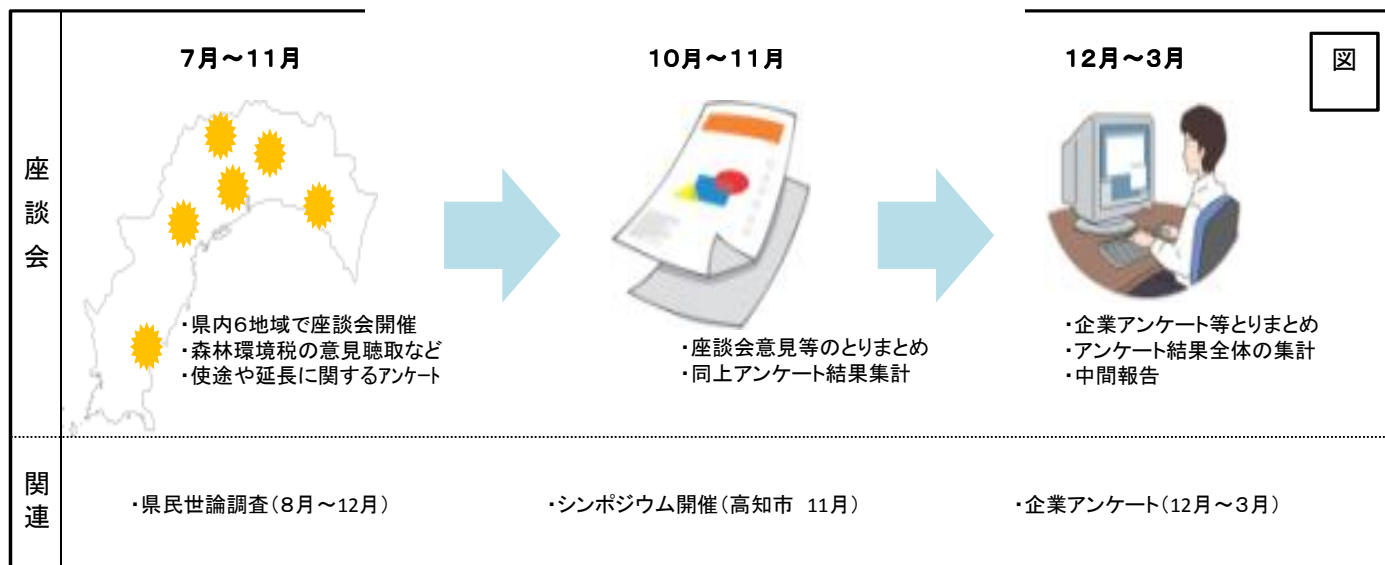 7月～11月
10月～11月
12月～3月
図
座談会
・県内6地域で座談会開催
・森林環境税の意見聴取など
・使途や延長に関するｱﾝｹｰﾄ
・座談会意見等のとりまとめ
・同上アンケート結果集計
・企業アンケート等とりまとめ
・アンケート結果全体の集計
・中間報告
関連
・県民世論調査（8月～12月）
・シンポジウム開催（高知市　11月）
・企業アンケート（12月～3月）